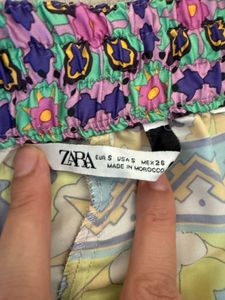 ZARA
EUR S USA S MEX 26
MADE IN MOROCCO